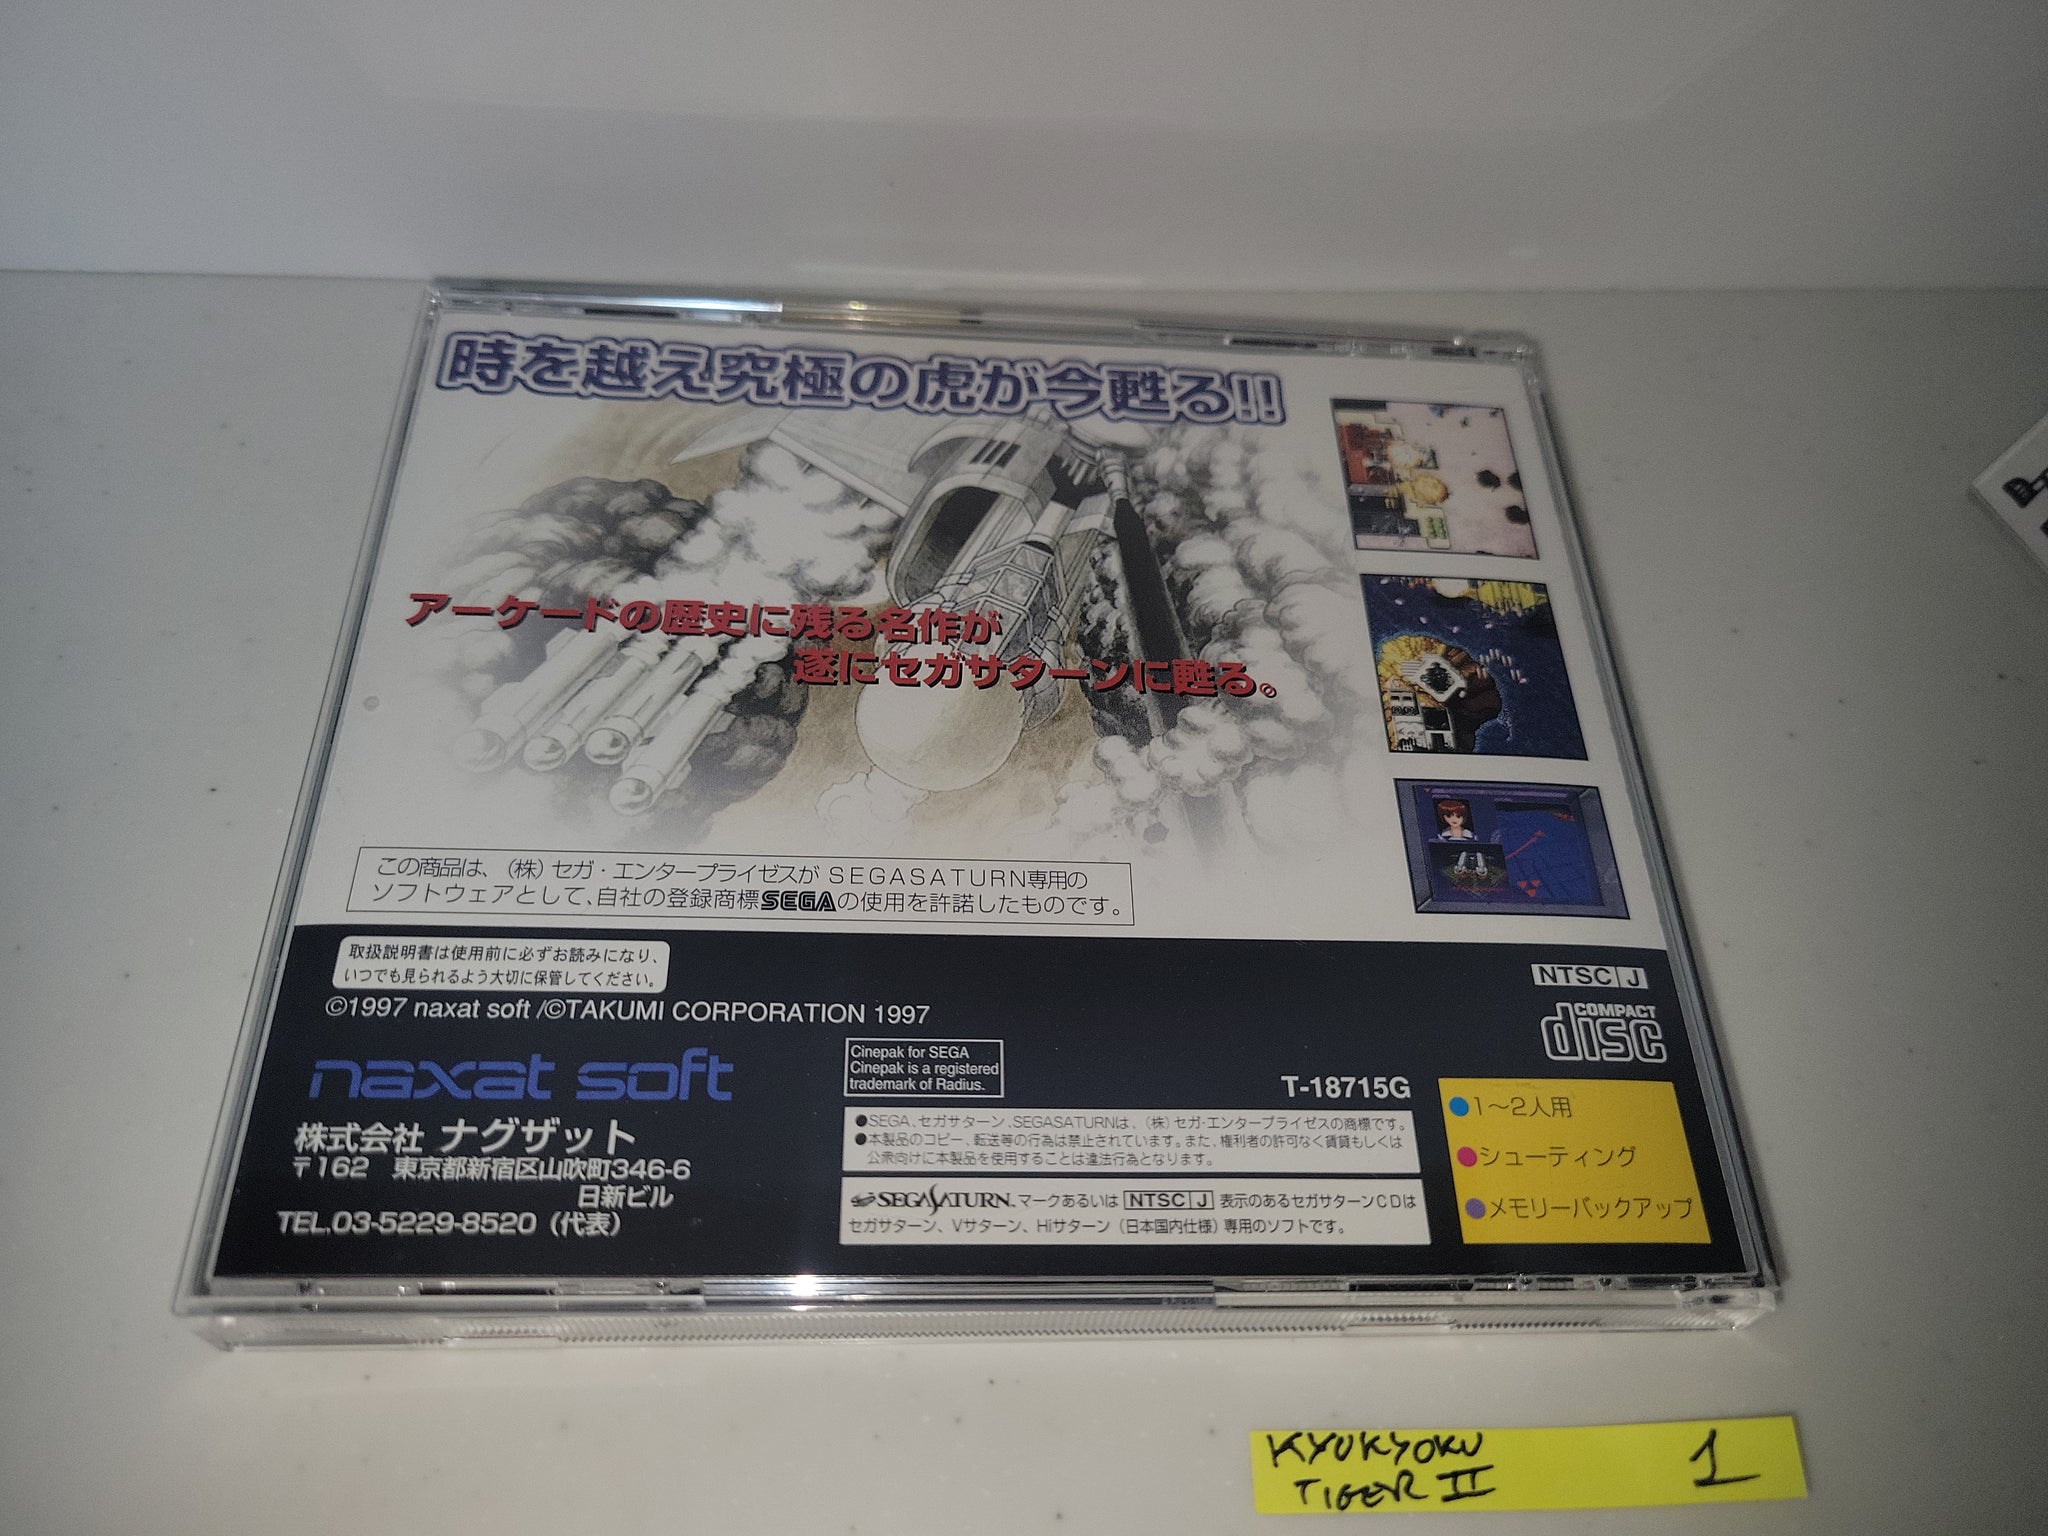 時を越え究極の虎が今甦る!!
アーケードの歴史に残る名作が
遂にセガサターンに甦る。
この商品は、（株）セガ・エンタープライゼスが SEGASATURN専用の
ソフトウェアとして、自社の登録商標SEGAの使用を許諾したものです。
取扱説明書は使用前に必ずお読みになり、
いつでも見られるよう大切に保管してください。
©1997 naxat soft /©TAKUMI CORPORATION 1997
NTSC J
COMPACT
disc
naxat soft
Cinepak for SEGA
Cinepak is a registered
trademark of Radius.
T-18715G
株式会社 ナグザット
〒162 東京都新宿区山吹町346-6
日新ビル
TEL.03-5229-8520（代表）
●SEGA、セガサターン、SEGASATURNは、（株）セガ・エンタープライゼスの商標です。
●本製品のコピー、転送等の行為は禁止されています。また、権利者の許可なく賃貸もしくは
公衆向けに本製品を使用することは違法行為となります。
SEGASATURN マークあるいは NTSC J 表示のあるセガサターンCDは
セガサターン、Vサターン、Hiサターン（日本国内仕様）専用のソフトです。
●1～2人用
●シューティング
●メモリーバックアップ
KYUKYOKU
TIGER II
1